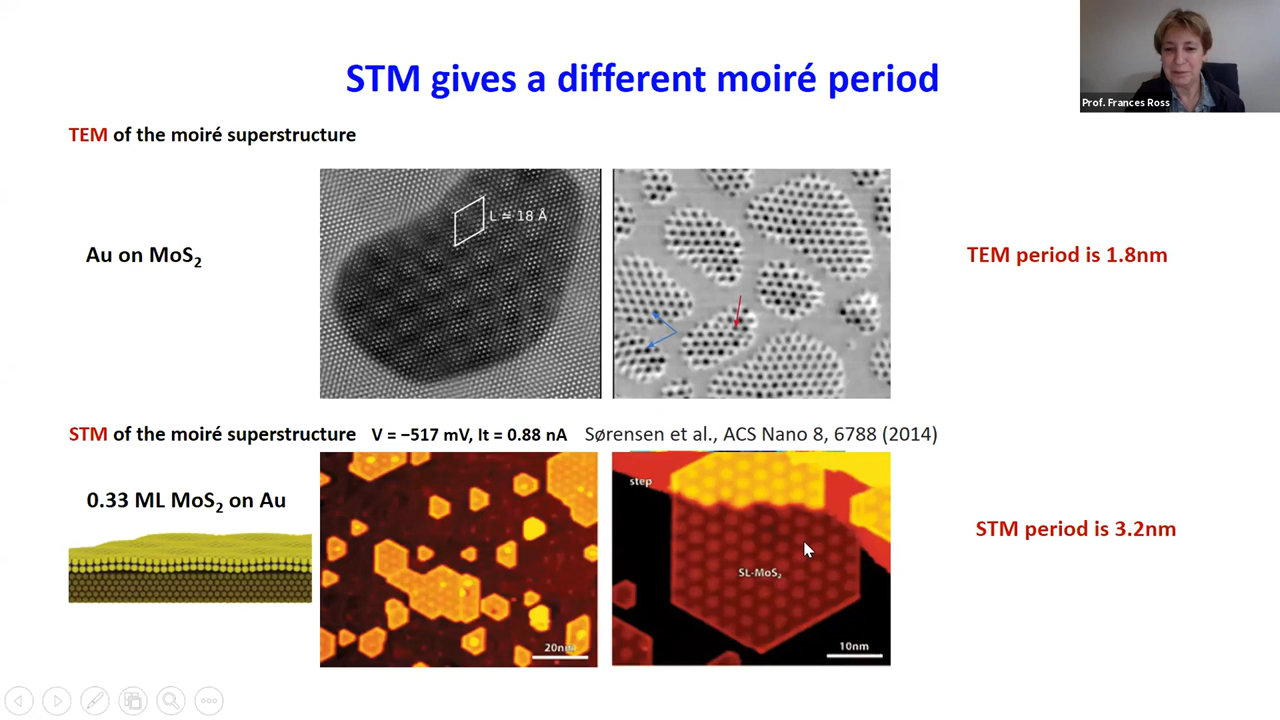 STM gives a different moiré period
Prof. Frances Ross
TEM of the moiré superstructure
L = 18 Å
Au on MoS₂
TEM period is 1.8nm
STM of the moiré superstructure V = −517 mV, It = 0.88 nA Sørensen et al., ACS Nano 8, 6788 (2014)
step
0.33 ML MoS₂ on Au
STM period is 3.2nm
SL-MoS₂
20nm
10nm